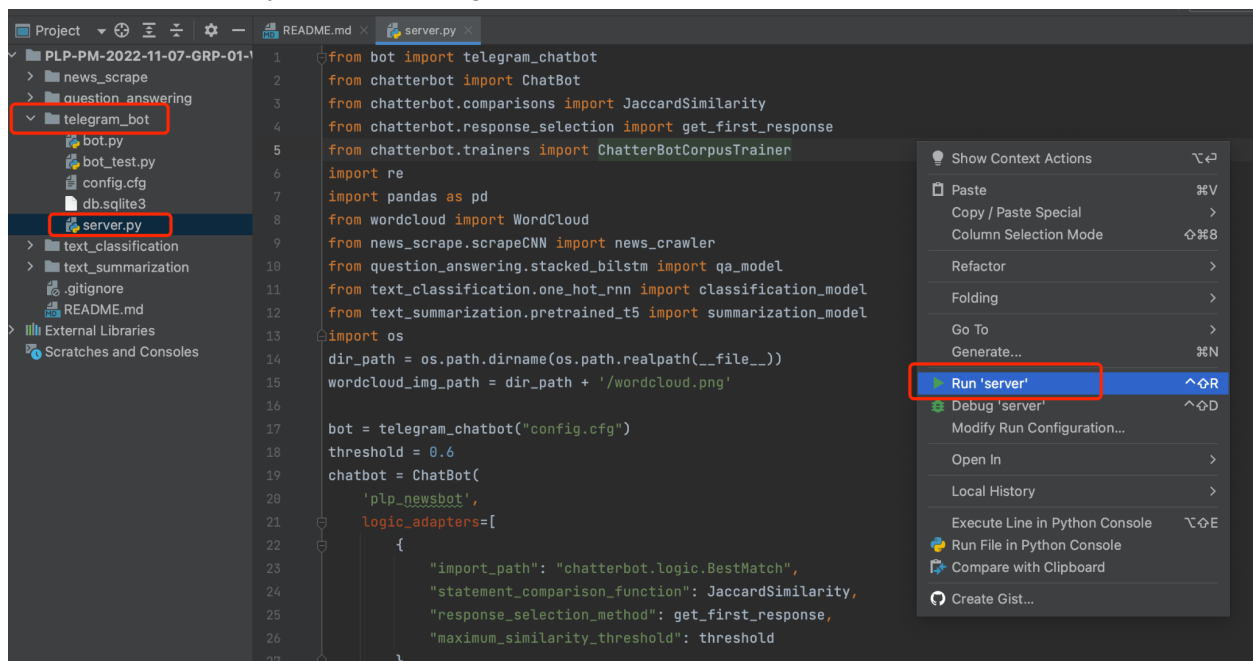 Project
README.md
server.py
PLP-PM-2022-11-07-GRP-01-
news_scrape
question_answering
telegram_bot
bot.py
bot_test.py
config.cfg
db.sqlite3
server.py
text_classification
text_summarization
.gitignore
README.md
External Libraries
Scratches and Consoles
1 from bot import telegram_chatbot
2 from chatterbot import ChatBot
3 from chatterbot.comparisons import JaccardSimilarity
4 from chatterbot.response_selection import get_first_response
5 from chatterbot.trainers import ChatterBotCorpusTrainer
6 import re
7 import pandas as pd
8 from wordcloud import WordCloud
9 from news_scrape.scrapeCNN import news_crawler
10 from question_answering.stacked_bilstm import qa_model
11 from text_classification.one_hot_rnn import classification_model
12 from text_summarization.pretrained_t5 import summarization_model
13 import os
14 dir_path = os.path.dirname(os.path.realpath(__file__))
15 wordcloud_img_path = dir_path + '/wordcloud.png'
16
17 bot = telegram_chatbot("config.cfg")
18 threshold = 0.6
19 chatbot = ChatBot(
20 'plp_newsbot',
21 logic_adapters=[
22 {
23 "import_path": "chatterbot.logic.BestMatch",
24 "statement_comparison_function": JaccardSimilarity,
25 "response_selection_method": get_first_response,
26 "maximum_similarity_threshold": threshold
27 }
Show Context Actions ⌥⏎
Paste ⌘V
Copy / Paste Special >
Column Selection Mode ⇧⌘8
Refactor >
Folding >
Go To >
Generate... ⌘N
Run 'server' ^⇧R
Debug 'server' ^⇧D
Modify Run Configuration...
Open In >
Local History >
Execute Line in Python Console ⌥⇧E
Run File in Python Console
Compare with Clipboard
Create Gist...